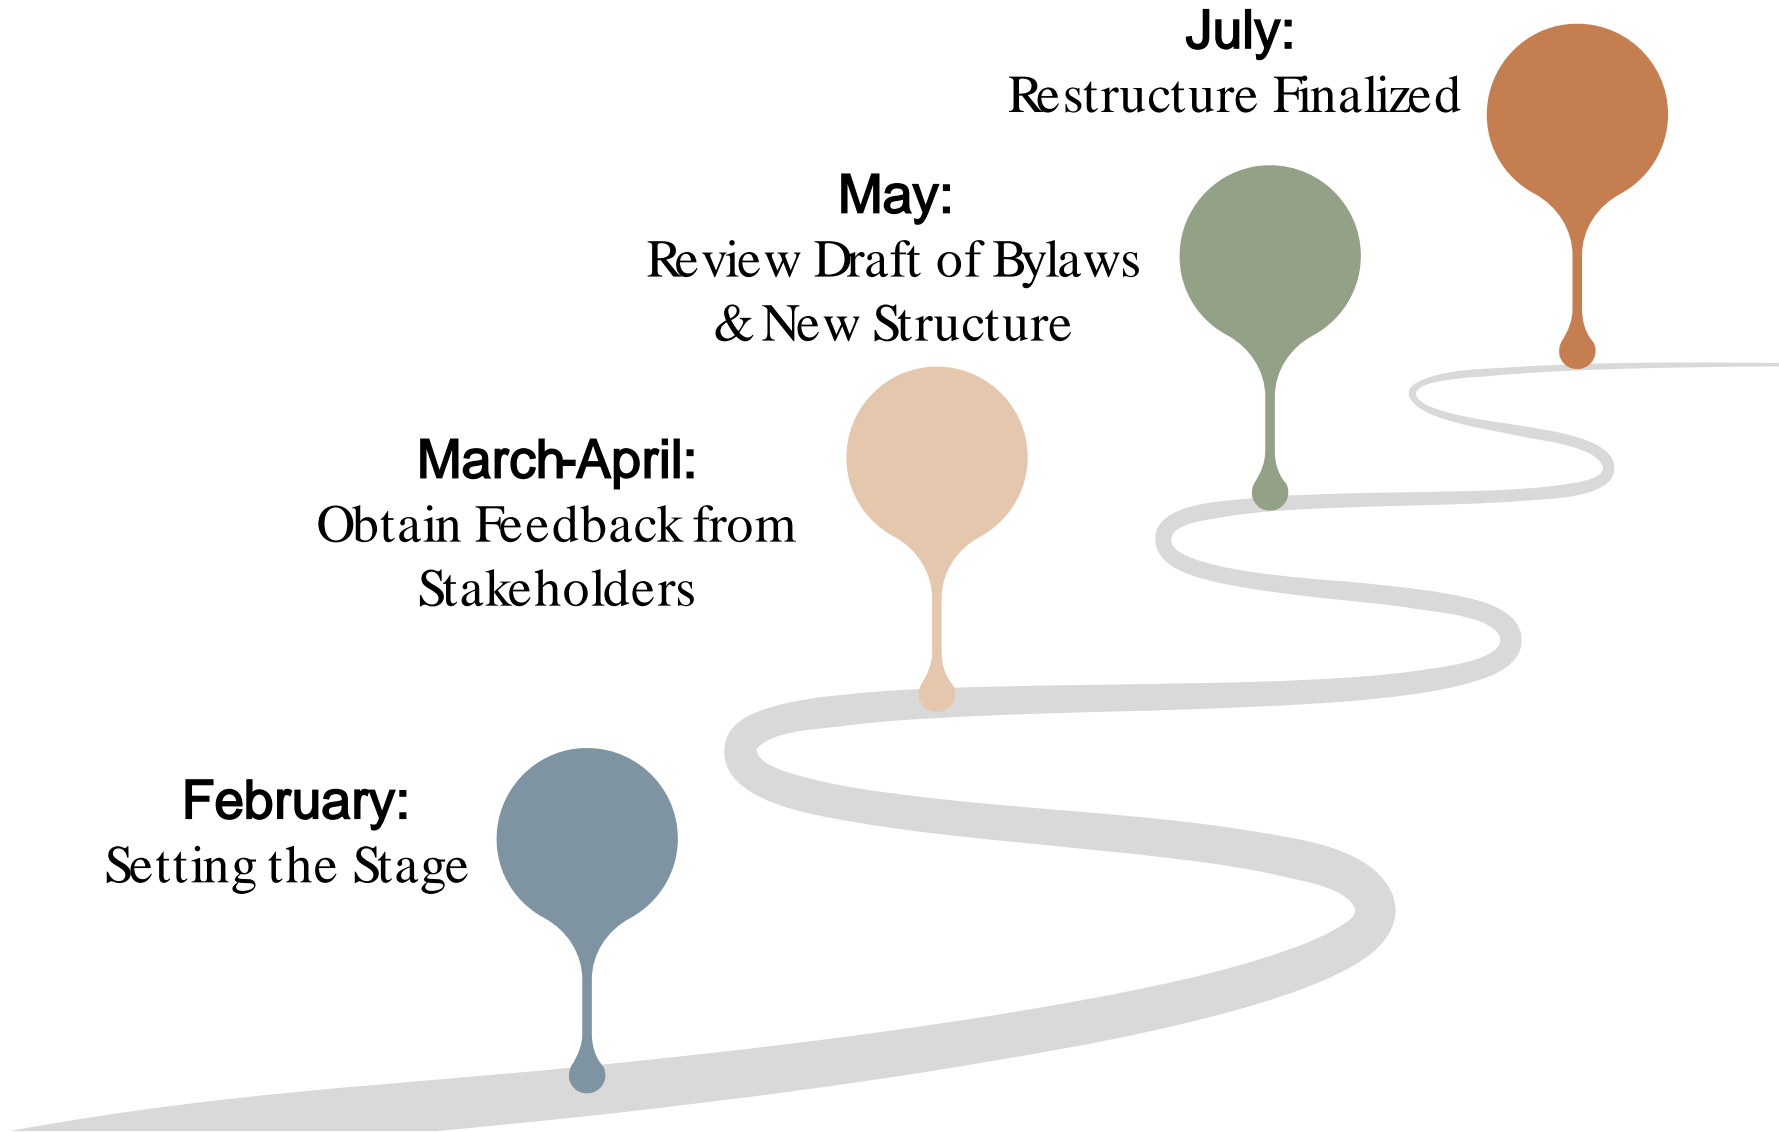 July:
Restructure Finalized
May:
Review Draft of Bylaws
& New Structure
March-April:
Obtain Feedback from
Stakeholders
February:
Setting the Stage